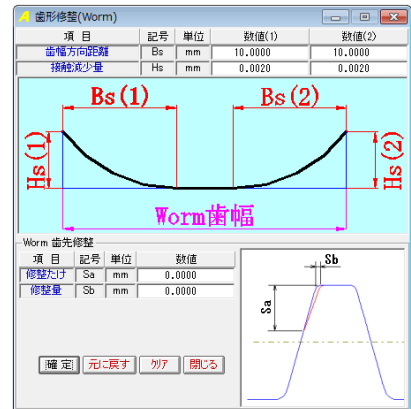 歯形修整(Worm)
項 目 記号 単位 数値(1) 数値(2)
歯幅方向距離 Bs mm 10.0000 10.0000
接触減少量 Hs mm 0.0020 0.0020
Bs(1) Bs(2)
Hs(1) Hs(2)
Worm歯幅
Worm 歯先修整
項 目 記号 単位 数値
修整たけ Sa mm 0.0000
修整量 Sb mm 0.0000
Sb
Sa
確 定 元に戻す クリア 閉じる